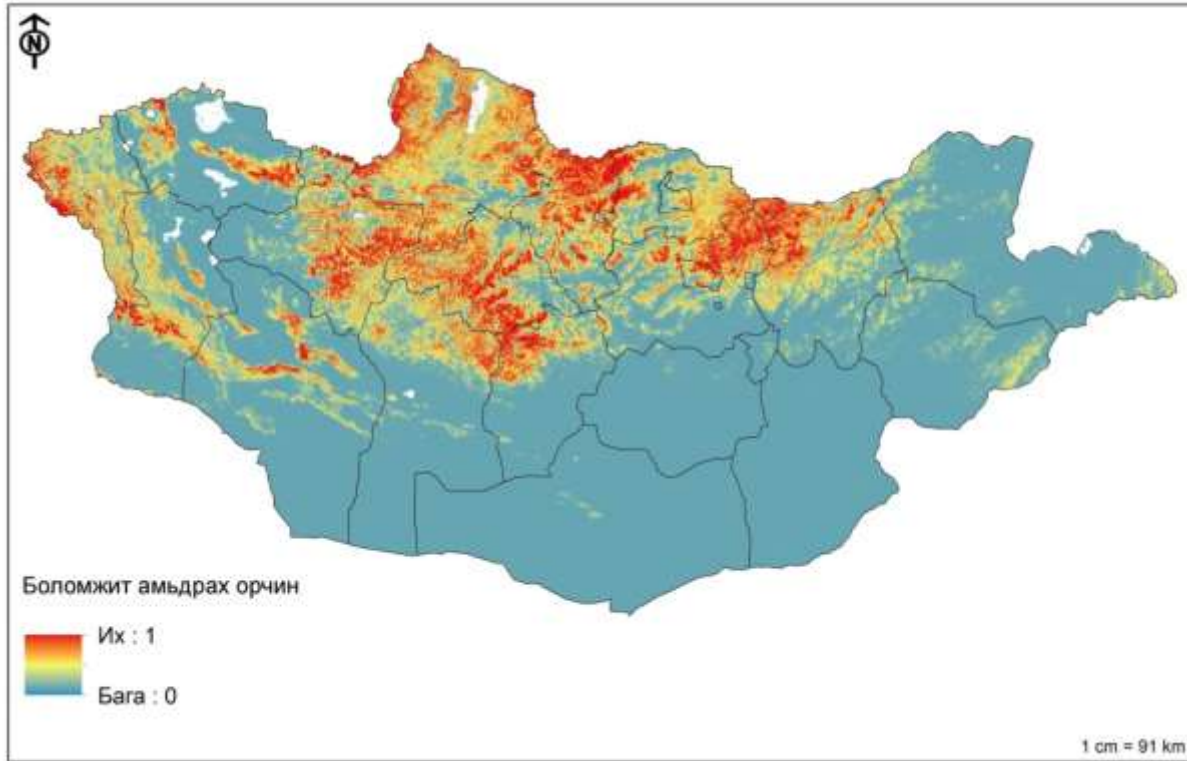 N
Боломжит амьдрах орчин
Их : 1
Бага : 0
1 cm = 91 km